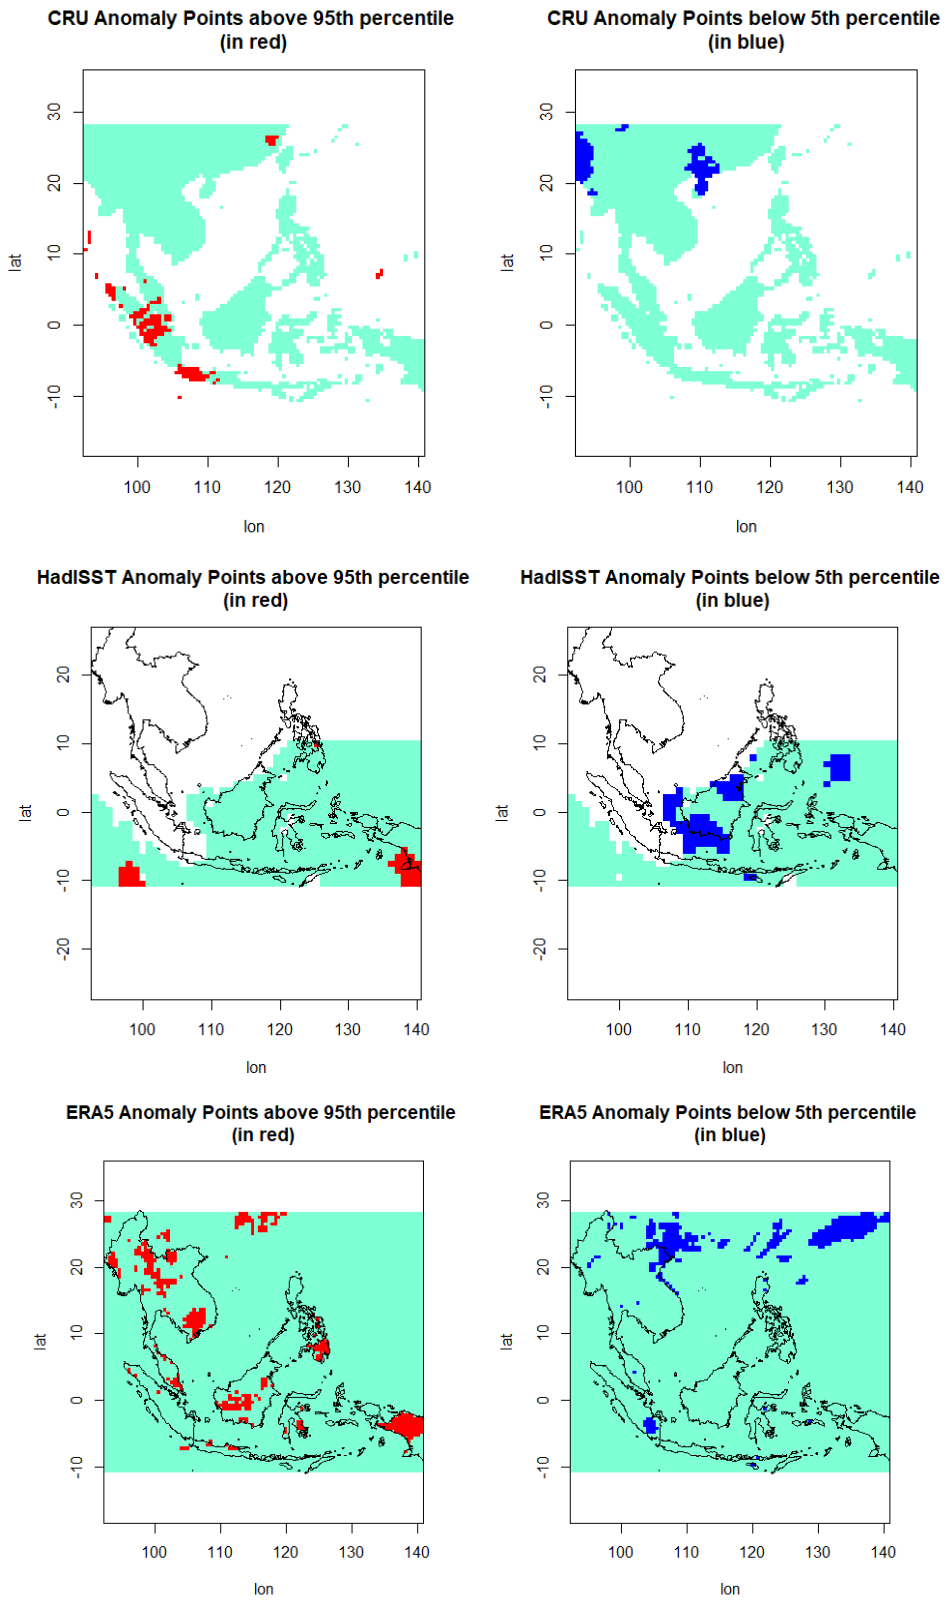 CRU Anomaly Points above 95th percentile
(in red)
30
20
10
0
-10
lat
100 110 120 130 140
lon
CRU Anomaly Points below 5th percentile
(in blue)
30
20
10
0
-10
lat
100 110 120 130 140
lon
HadISST Anomaly Points above 95th percentile
(in red)
20
10
0
-10
-20
lat
100 110 120 130 140
lon
HadISST Anomaly Points below 5th percentile
(in blue)
20
10
0
-10
-20
lat
100 110 120 130 140
lon
ERA5 Anomaly Points above 95th percentile
(in red)
30
20
10
0
-10
lat
100 110 120 130 140
lon
ERA5 Anomaly Points below 5th percentile
(in blue)
30
20
10
0
-10
lat
100 110 120 130 140
lon